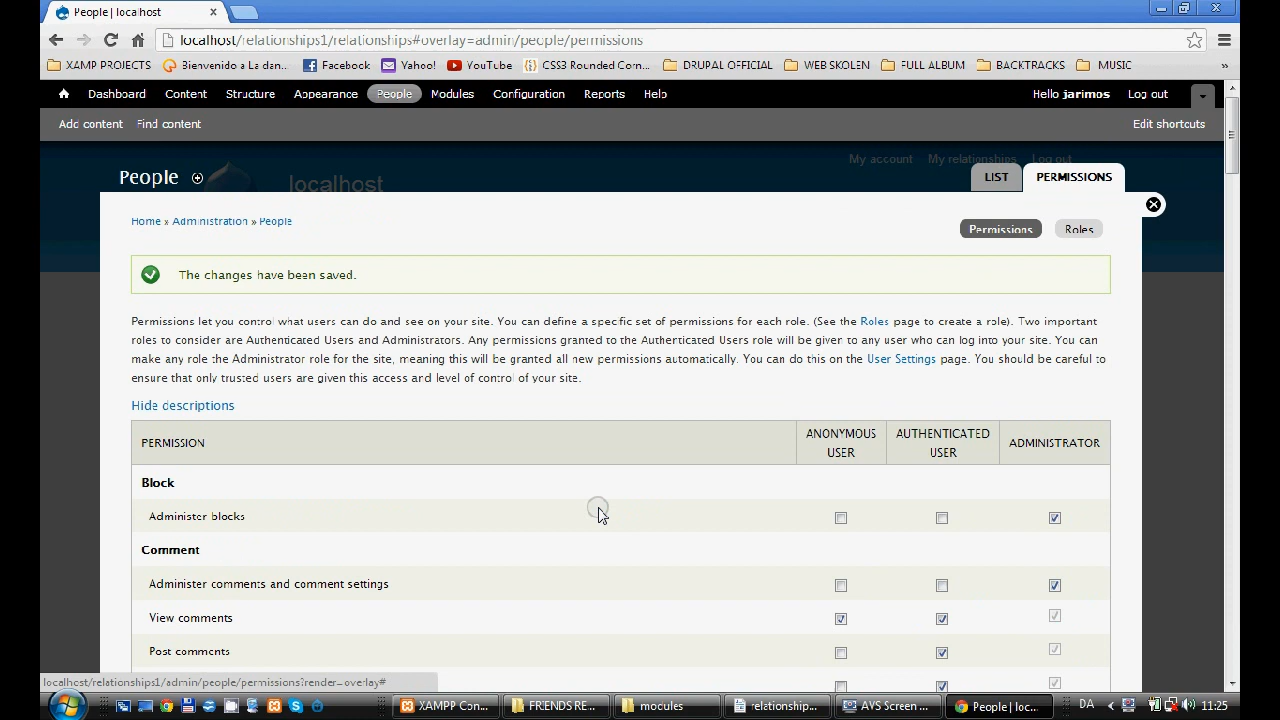 People | localhost
localhost/relationships1/relationships#overlay=admin/people/permissions
XAMP PROJECTS Bienvenido a La dan... Facebook Yahoo! YouTube CSS3 Rounded Corn... DRUPAL OFFICIAL WEB SKOLEN FULL ALBUM BACKTRACKS MUSIC »
Dashboard Content Structure Appearance People Modules Configuration Reports Help Hello jarimos Log out
Add content Find content Edit shortcuts
My account My relationships Log out
People LIST PERMISSIONS
localhost
Home » Administration » People
Permissions Roles
The changes have been saved.
Permissions let you control what users can do and see on your site. You can define a specific set of permissions for each role. (See the Roles page to create a role). Two important
roles to consider are Authenticated Users and Administrators. Any permissions granted to the Authenticated Users role will be given to any user who can log into your site. You can
make any role the Administrator role for the site, meaning this will be granted all new permissions automatically. You can do this on the User Settings page. You should be careful to
ensure that only trusted users are given this access and level of control of your site.
Hide descriptions
PERMISSION ANONYMOUS USER AUTHENTICATED USER ADMINISTRATOR
Block
Administer blocks
Comment
Administer comments and comment settings
View comments
Post comments
localhost/relationships1/admin/people/permissions?render=overlay#
XAMPP Con... FRIENDS RE... modules relationship... AVS Screen ... People | loc... DA 11:25